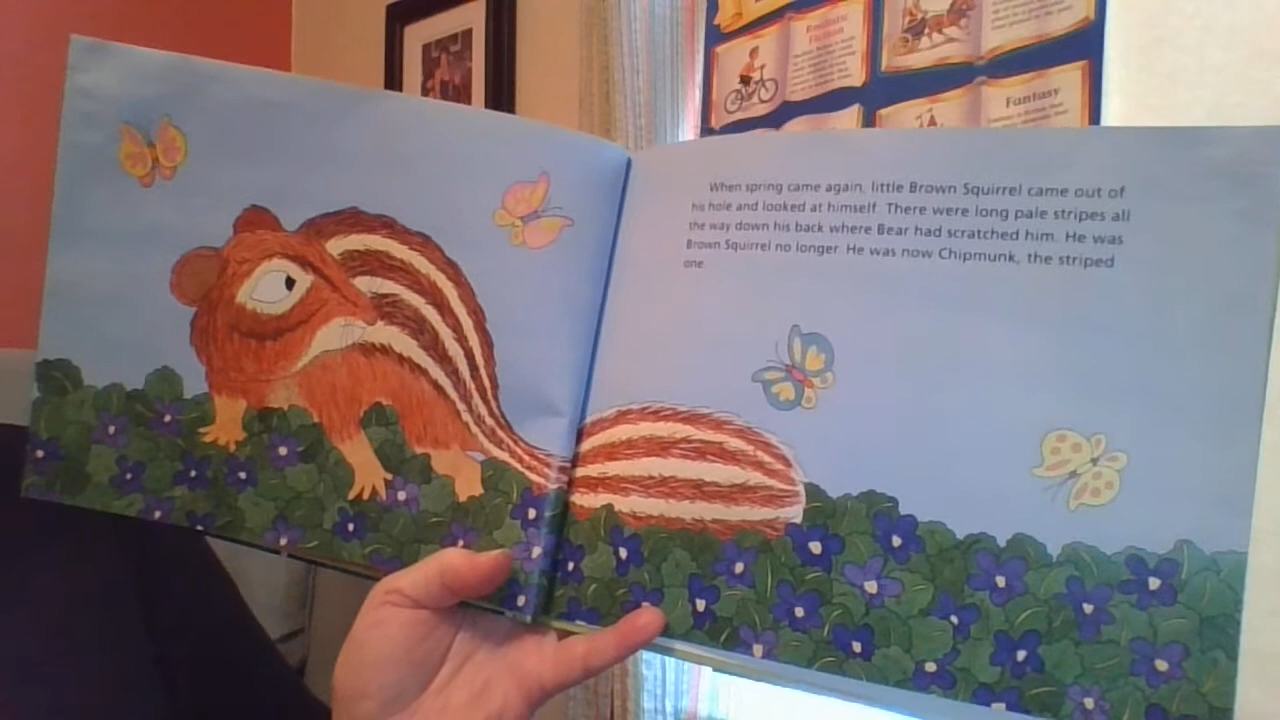 Realistic
Fiction
Fantasy
When spring came again, little Brown Squirrel came out of
his hole and looked at himself. There were long pale stripes all
the way down his back where Bear had scratched him. He was
Brown Squirrel no longer. He was now Chipmunk, the striped
one.